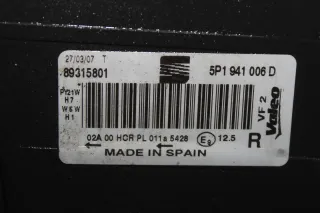 27/03/07 T
89315801
5P1 941 006 D
PY21W
H7
W6W
H1
VF 2
Valeo
02A 00 HCR PL 011a 5428
E9
12.5
R
MADE IN SPAIN